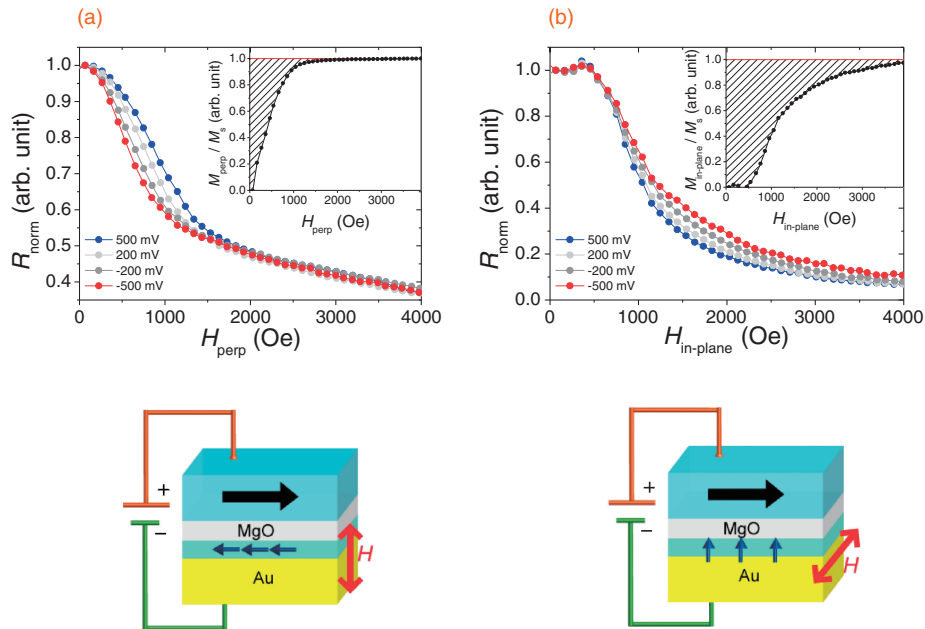 (a)
R_norm (arb. unit)
1.0
0.9
0.8
0.7
0.6
0.5
0.4
500 mV
200 mV
-200 mV
-500 mV
0 1000 2000 3000 4000
H_perp (Oe)
M_perp / M_s (arb. unit)
1.0
0.8
0.6
0.4
0.2
0.0
0 1000 2000 3000
H_perp (Oe)
(b)
R_norm (arb. unit)
1.0
0.8
0.6
0.4
0.2
0.0
500 mV
200 mV
-200 mV
-500 mV
0 1000 2000 3000 4000
H_in-plane (Oe)
M_in-plane / M_s (arb. unit)
1.0
0.8
0.6
0.4
0.2
0.0
0 1000 2000 3000
H_in-plane (Oe)
+
−
MgO
H
Au
+
−
MgO
H
Au